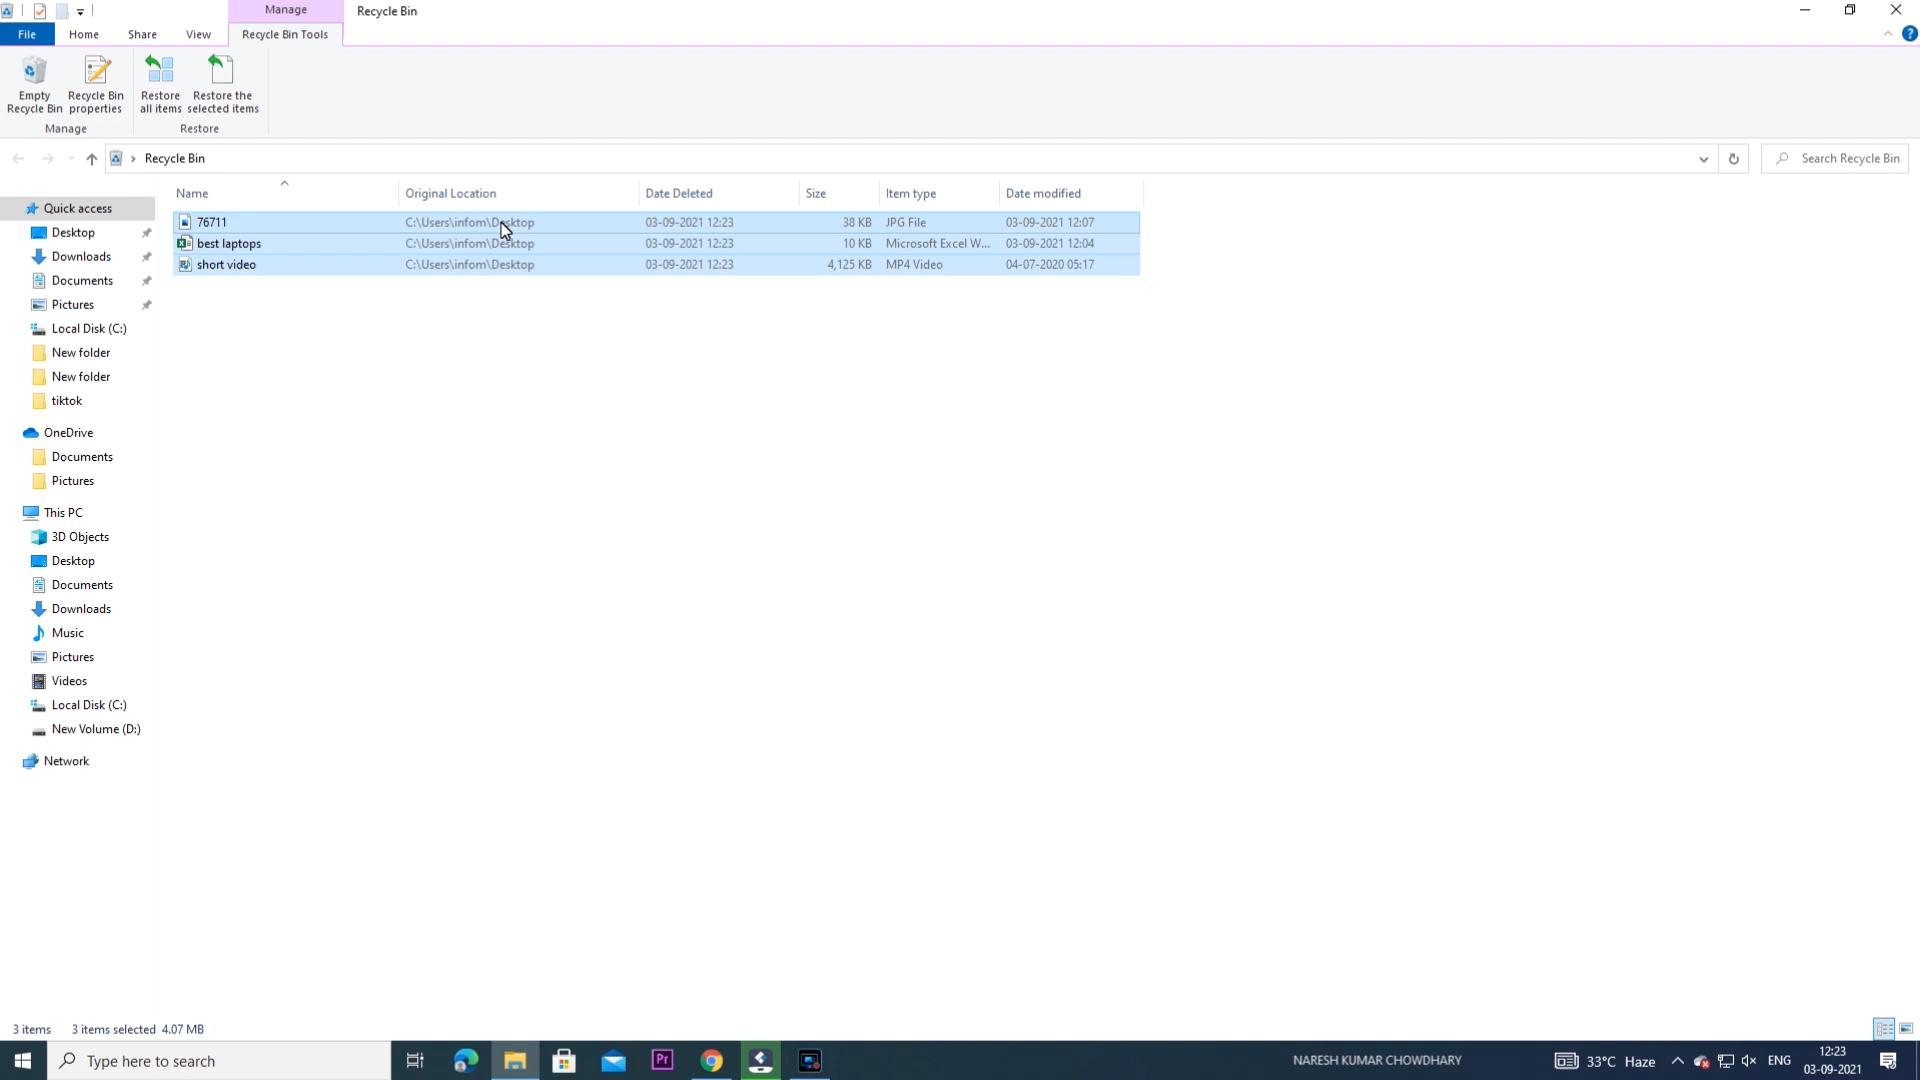 Manage
Recycle Bin
File
Home
Share
View
Recycle Bin Tools
Empty
Recycle Bin
Recycle Bin
properties
Restore
all items
Restore the
selected items
Manage
Restore
Recycle Bin
Search Recycle Bin
Name
Original Location
Date Deleted
Size
Item type
Date modified
76711
C:\Users\infom\Desktop
03-09-2021 12:23
38 KB
JPG File
03-09-2021 12:07
best laptops
C:\Users\infom\Desktop
03-09-2021 12:23
10 KB
Microsoft Excel W...
03-09-2021 12:04
short video
C:\Users\infom\Desktop
03-09-2021 12:23
4,125 KB
MP4 Video
04-07-2020 05:17
Quick access
Desktop
Downloads
Documents
Pictures
Local Disk (C:)
New folder
New folder
tiktok
OneDrive
Documents
Pictures
This PC
3D Objects
Desktop
Documents
Downloads
Music
Pictures
Videos
Local Disk (C:)
New Volume (D:)
Network
3 items
3 items selected 4.07 MB
Type here to search
Pr
NARESH KUMAR CHOWDHARY
33°C Haze
ENG
12:23
03-09-2021